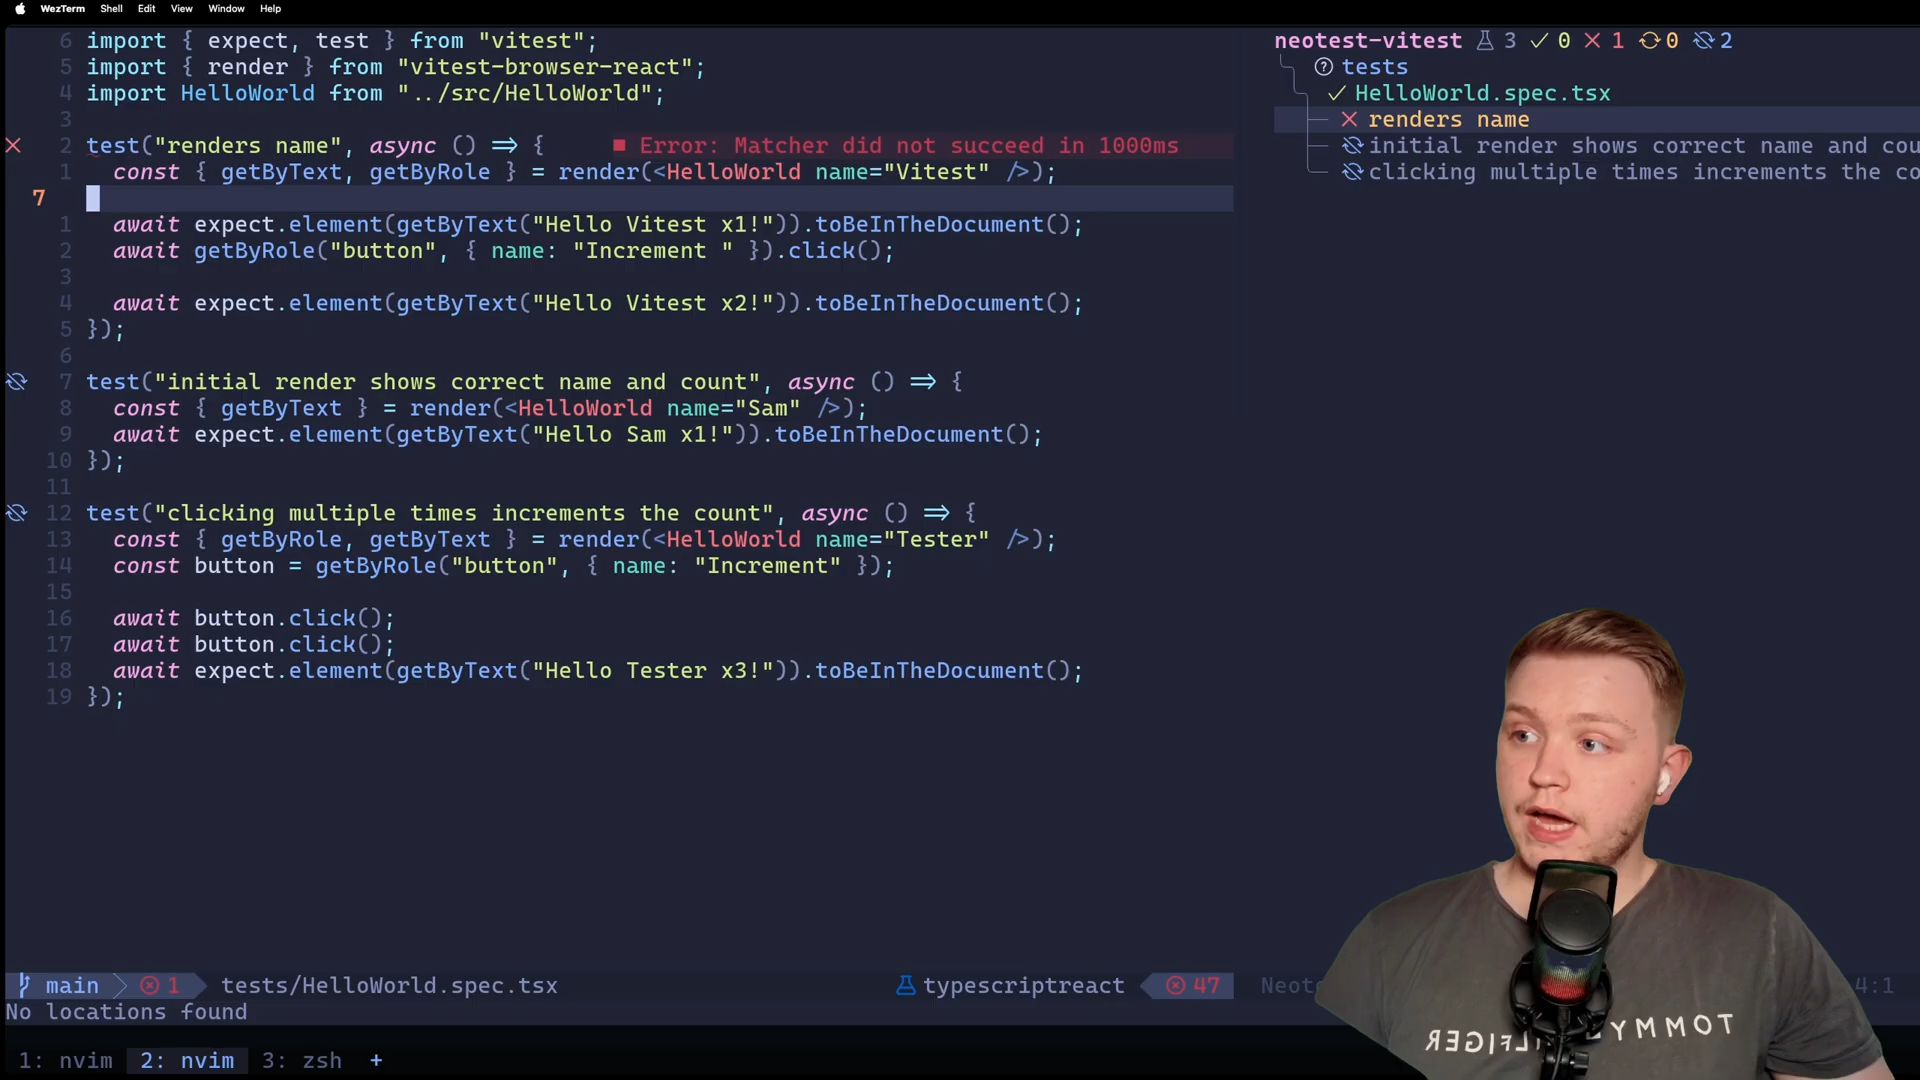 WezTerm Shell Edit View Window Help
6 import { expect, test } from "vitest";
5 import { render } from "vitest-browser-react";
4 import HelloWorld from "../src/HelloWorld";
3
2 test("renders name", async () => { ■ Error: Matcher did not succeed in 1000ms
1 const { getByText, getByRole } = render(<HelloWorld name="Vitest" />);
7
1 await expect.element(getByText("Hello Vitest x1!")).toBeInTheDocument();
2 await getByRole("button", { name: "Increment " }).click();
3
4 await expect.element(getByText("Hello Vitest x2!")).toBeInTheDocument();
5 });
6
7 test("initial render shows correct name and count", async () => {
8 const { getByText } = render(<HelloWorld name="Sam" />);
9 await expect.element(getByText("Hello Sam x1!")).toBeInTheDocument();
10 });
11
12 test("clicking multiple times increments the count", async () => {
13 const { getByRole, getByText } = render(<HelloWorld name="Tester" />);
14 const button = getByRole("button", { name: "Increment" });
15
16 await button.click();
17 await button.click();
18 await expect.element(getByText("Hello Tester x3!")).toBeInTheDocument();
19 });
neotest-vitest 3 ✓ 0 ✕ 1 0 2
tests
✓ HelloWorld.spec.tsx
✕ renders name
initial render shows correct name and cou
clicking multiple times increments the co
main 1 tests/HelloWorld.spec.tsx typescriptreact 47 Neot 4:1
No locations found
1: nvim 2: nvim 3: zsh +
TOMMY